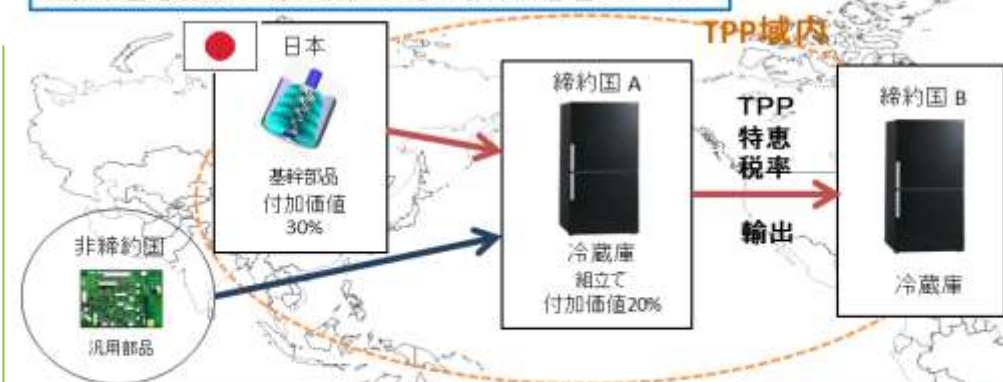 TPP域内
日本
基幹部品
付加価値
30%
非締約国
汎用部品
締約国 A
冷蔵庫
組立て
付加価値20%
TPP
特恵
税率
輸出
締約国 B
冷蔵庫